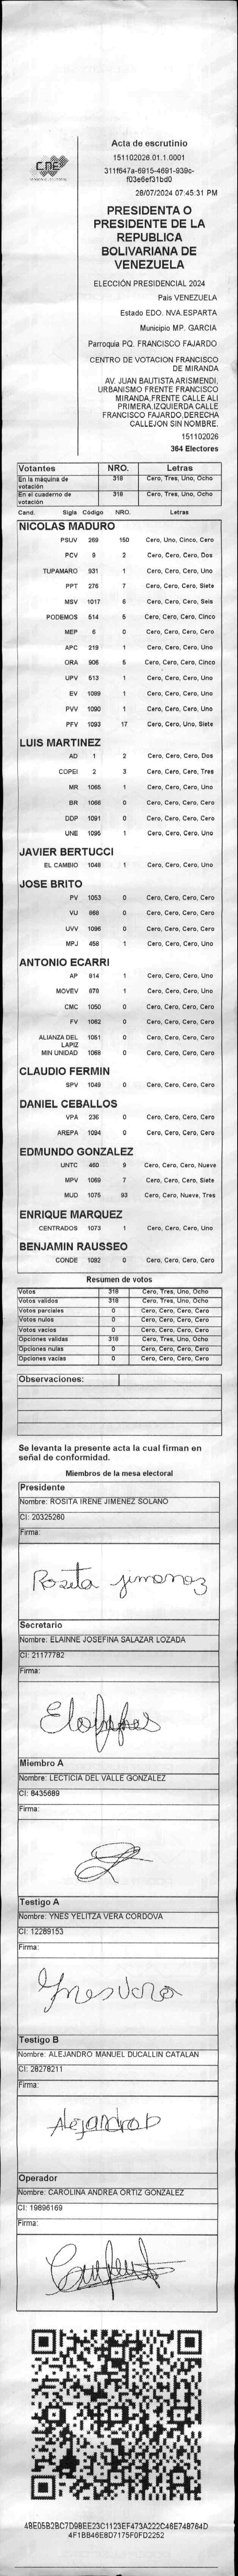 CNE
Acta de escrutinio
151102026.01.1.0001
311f647a-6915-4691-939c-
f03e6ef31bd0
28/07/2024 07:45:31 PM
PRESIDENTA O
PRESIDENTE DE LA
REPUBLICA
BOLIVARIANA DE
VENEZUELA
ELECCIÓN PRESIDENCIAL 2024
Pais VENEZUELA
Estado EDO. NVA.ESPARTA
Municipio MP. GARCIA
Parroquia PQ. FRANCISCO FAJARDO
CENTRO DE VOTACION FRANCISCO
DE MIRANDA
AV. JUAN BAUTISTA ARISMENDI,
URBANISMO FRENTE FRANCISCO
MIRANDA,FRENTE CALLE ALI
PRIMERA.IZQUIERDA CALLE
FRANCISCO FAJARDO.DERECHA
CALLEJON SIN NOMBRE.
151102026
364 Electores
Votantes NRO. Letras
En la máquina de votación 318 Cero, Tres, Uno, Ocho
En el cuaderno de votación 318 Cero, Tres, Uno, Ocho
Cand. Sigla Código NRO. Letras
NICOLAS MADURO
PSUV 269 150 Cero, Uno, Cinco, Cero
PCV 9 2 Cero, Cero, Cero, Dos
TUPAMARO 931 1 Cero, Cero, Cero, Uno
PPT 276 7 Cero, Cero, Cero, Siete
MSV 1017 6 Cero, Cero, Cero, Seis
PODEMOS 514 5 Cero, Cero, Cero, Cinco
MEP 6 0 Cero, Cero, Cero, Cero
APC 219 1 Cero, Cero, Cero, Uno
ORA 906 5 Cero, Cero, Cero, Cinco
UPV 513 1 Cero, Cero, Cero, Uno
EV 1089 1 Cero, Cero, Cero, Uno
PVV 1090 1 Cero, Cero, Cero, Uno
PFV 1093 17 Cero, Cero, Uno, Siete
LUIS MARTINEZ
AD 1 2 Cero, Cero, Cero, Dos
COPEI 2 3 Cero, Cero, Cero, Tres
MR 1065 1 Cero, Cero, Cero, Uno
BR 1066 0 Cero, Cero, Cero, Cero
DDP 1091 0 Cero, Cero, Cero, Cero
UNE 1095 1 Cero, Cero, Cero, Uno
JAVIER BERTUCCI
EL CAMBIO 1048 1 Cero, Cero, Cero, Uno
JOSE BRITO
PV 1053 0 Cero, Cero, Cero, Cero
VU 868 0 Cero, Cero, Cero, Cero
UVV 1096 0 Cero, Cero, Cero, Cero
MPJ 458 1 Cero, Cero, Cero, Uno
ANTONIO ECARRI
AP 814 1 Cero, Cero, Cero, Uno
MOVEV 878 1 Cero, Cero, Cero, Uno
CMC 1050 0 Cero, Cero, Cero, Cero
FV 1062 0 Cero, Cero, Cero, Cero
ALIANZA DEL LAPIZ 1051 0 Cero, Cero, Cero, Cero
MIN UNIDAD 1068 0 Cero, Cero, Cero, Cero
CLAUDIO FERMIN
SPV 1049 0 Cero, Cero, Cero, Cero
DANIEL CEBALLOS
VPA 236 0 Cero, Cero, Cero, Cero
AREPA 1094 0 Cero, Cero, Cero, Cero
EDMUNDO GONZALEZ
UNTC 460 9 Cero, Cero, Cero, Nueve
MPV 1069 7 Cero, Cero, Cero, Siete
MUD 1075 93 Cero, Cero, Nueve, Tres
ENRIQUE MARQUEZ
CENTRADOS 1073 1 Cero, Cero, Cero, Uno
BENJAMIN RAUSSEO
CONDE 1092 0 Cero, Cero, Cero, Cero
Resumen de votos
Votos 318 Cero, Tres, Uno, Ocho
Votos validos 318 Cero, Tres, Uno, Ocho
Votos parciales 0 Cero, Cero, Cero, Cero
Votos nulos 0 Cero, Cero, Cero, Cero
Votos vacios 0 Cero, Cero, Cero, Cero
Opciones validas 318 Cero, Tres, Uno, Ocho
Opciones nulas 0 Cero, Cero, Cero, Cero
Opciones vacias 0 Cero, Cero, Cero, Cero
Observaciones:
Se levanta la presente acta la cual firman en
señal de conformidad.
Miembros de la mesa electoral
Presidente
Nombre: ROSITA IRENE JIMENEZ SOLANO
CI: 20325260
Firma:
Rosita Jimenez
Secretario
Nombre: ELAINNE JOSEFINA SALAZAR LOZADA
CI: 21177782
Firma:
Miembro A
Nombre: LECTICIA DEL VALLE GONZALEZ
CI: 8435689
Firma:
Testigo A
Nombre: YNES YELITZA VERA CORDOVA
CI: 12289153
Firma:
Ynes Vera
Testigo B
Nombre: ALEJANDRO MANUEL DUCALLIN CATALAN
CI: 28278211
Firma:
Alejandro D
Operador
Nombre: CAROLINA ANDREA ORTIZ GONZALEZ
CI: 19896169
Firma:
48E05B2BC7D9BEE23C1123EF473A222C46E748764D
4F1BB46E8D7175F0FD2252